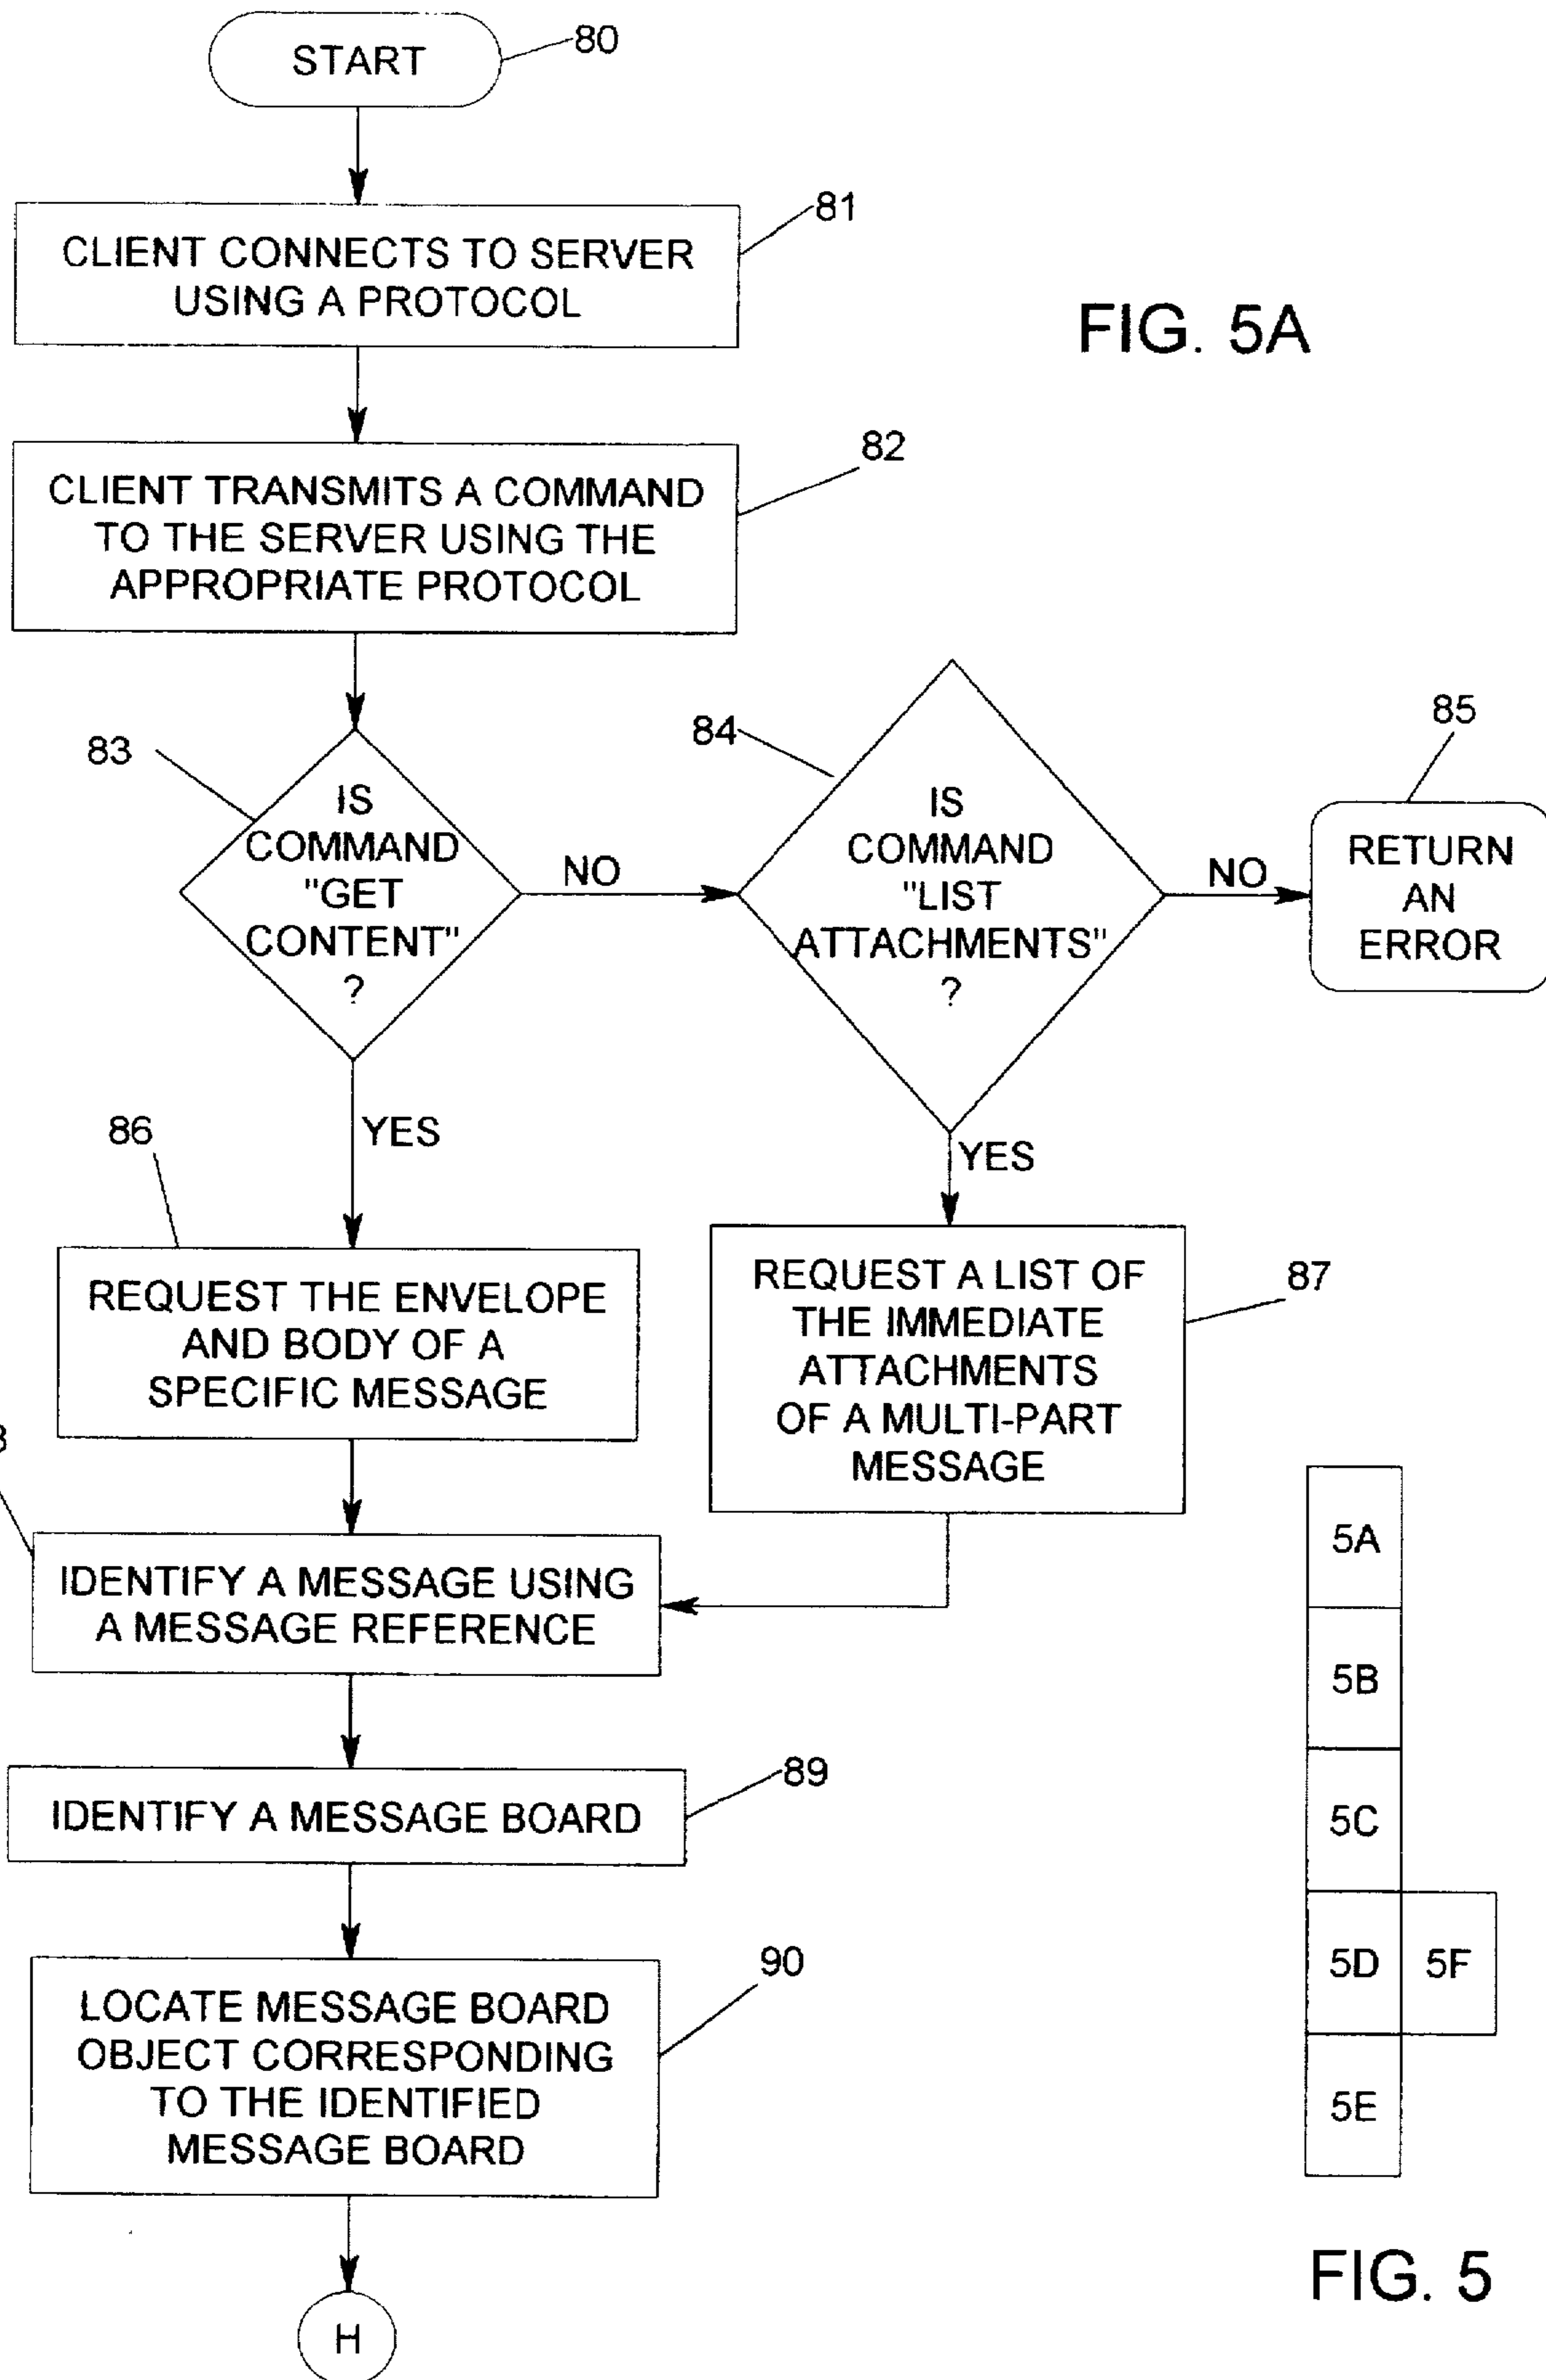 START
80
CLIENT CONNECTS TO SERVER
USING A PROTOCOL
81
FIG. 5A
CLIENT TRANSMITS A COMMAND
TO THE SERVER USING THE
APPROPRIATE PROTOCOL
82
83
IS
COMMAND
"GET
CONTENT"
?
NO
84
IS
COMMAND
"LIST
ATTACHMENTS"
?
NO
85
RETURN
AN
ERROR
YES
YES
86
REQUEST THE ENVELOPE
AND BODY OF A
SPECIFIC MESSAGE
REQUEST A LIST OF
THE IMMEDIATE
ATTACHMENTS
OF A MULTI-PART
MESSAGE
87
IDENTIFY A MESSAGE USING
A MESSAGE REFERENCE
IDENTIFY A MESSAGE BOARD
89
LOCATE MESSAGE BOARD
OBJECT CORRESPONDING
TO THE IDENTIFIED
MESSAGE BOARD
90
H
5A
5B
5C
5D
5F
5E
FIG. 5